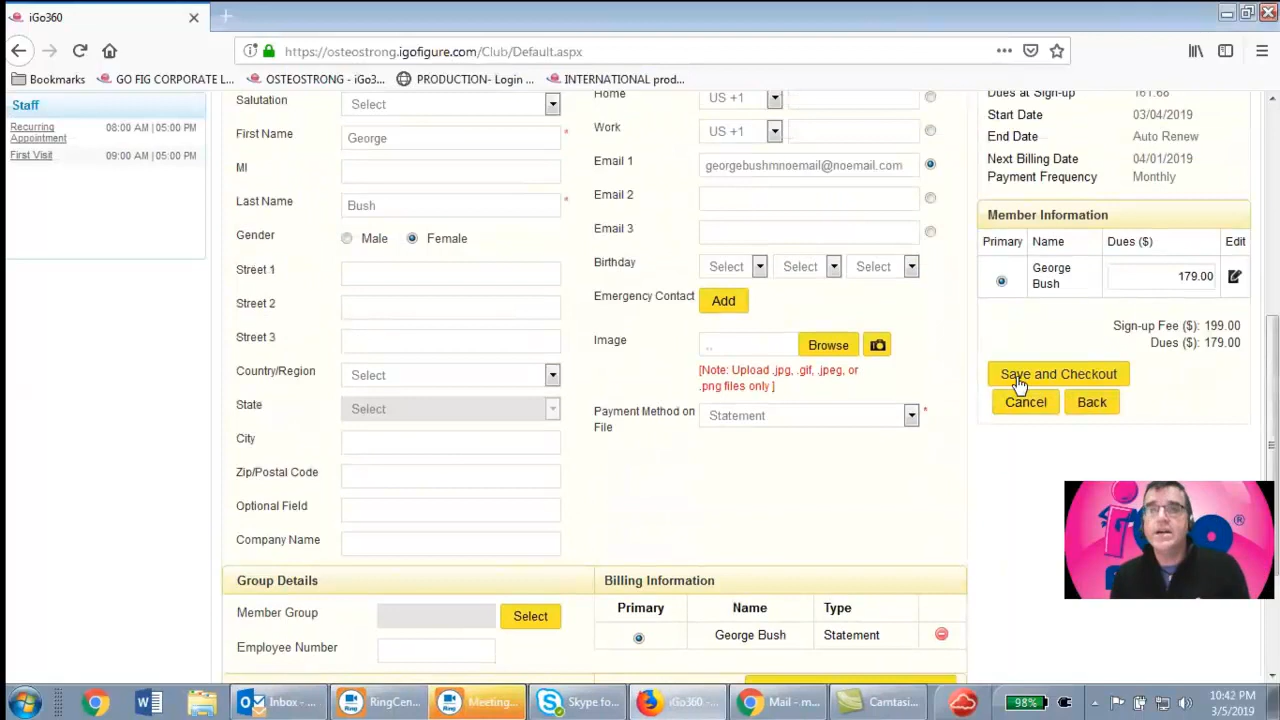 iGo360
https://osteostrong.igofigure.com/Club/Default.aspx
Bookmarks GO FIG CORPORATE L... OSTEOSTRONG - iGo3... PRODUCTION- Login ... INTERNATIONAL prod...
Staff
Recurring Appointment 08:00 AM | 05:00 PM
First Visit 09:00 AM | 05:00 PM
Salutation Select
First Name George *
MI
Last Name Bush *
Gender Male Female
Street 1
Street 2
Street 3
Country/Region Select
State Select
City
Zip/Postal Code
Optional Field
Company Name
Home US +1
Work US +1
Email 1 georgebushmnoemail@noemail.com
Email 2
Email 3
Birthday Select Select Select
Emergency Contact Add
Image .. Browse
[Note: Upload .jpg, .gif, .jpeg, or
.png files only ]
Payment Method on
File Statement *
Group Details
Member Group Select
Employee Number
Billing Information
Primary Name Type
George Bush Statement
Dues at Sign-up 161.68
Start Date 03/04/2019
End Date Auto Renew
Next Billing Date 04/01/2019
Payment Frequency Monthly
Member Information
Primary Name Dues ($) Edit
George
Bush 179.00
Sign-up Fee ($): 199.00
Dues ($): 179.00
Save and Checkout
Cancel Back
Inbox - ... RingCen... Meeting... Skype fo... iGo360 -... Mail - m... Camtasi... 98% 10:42 PM
3/5/2019